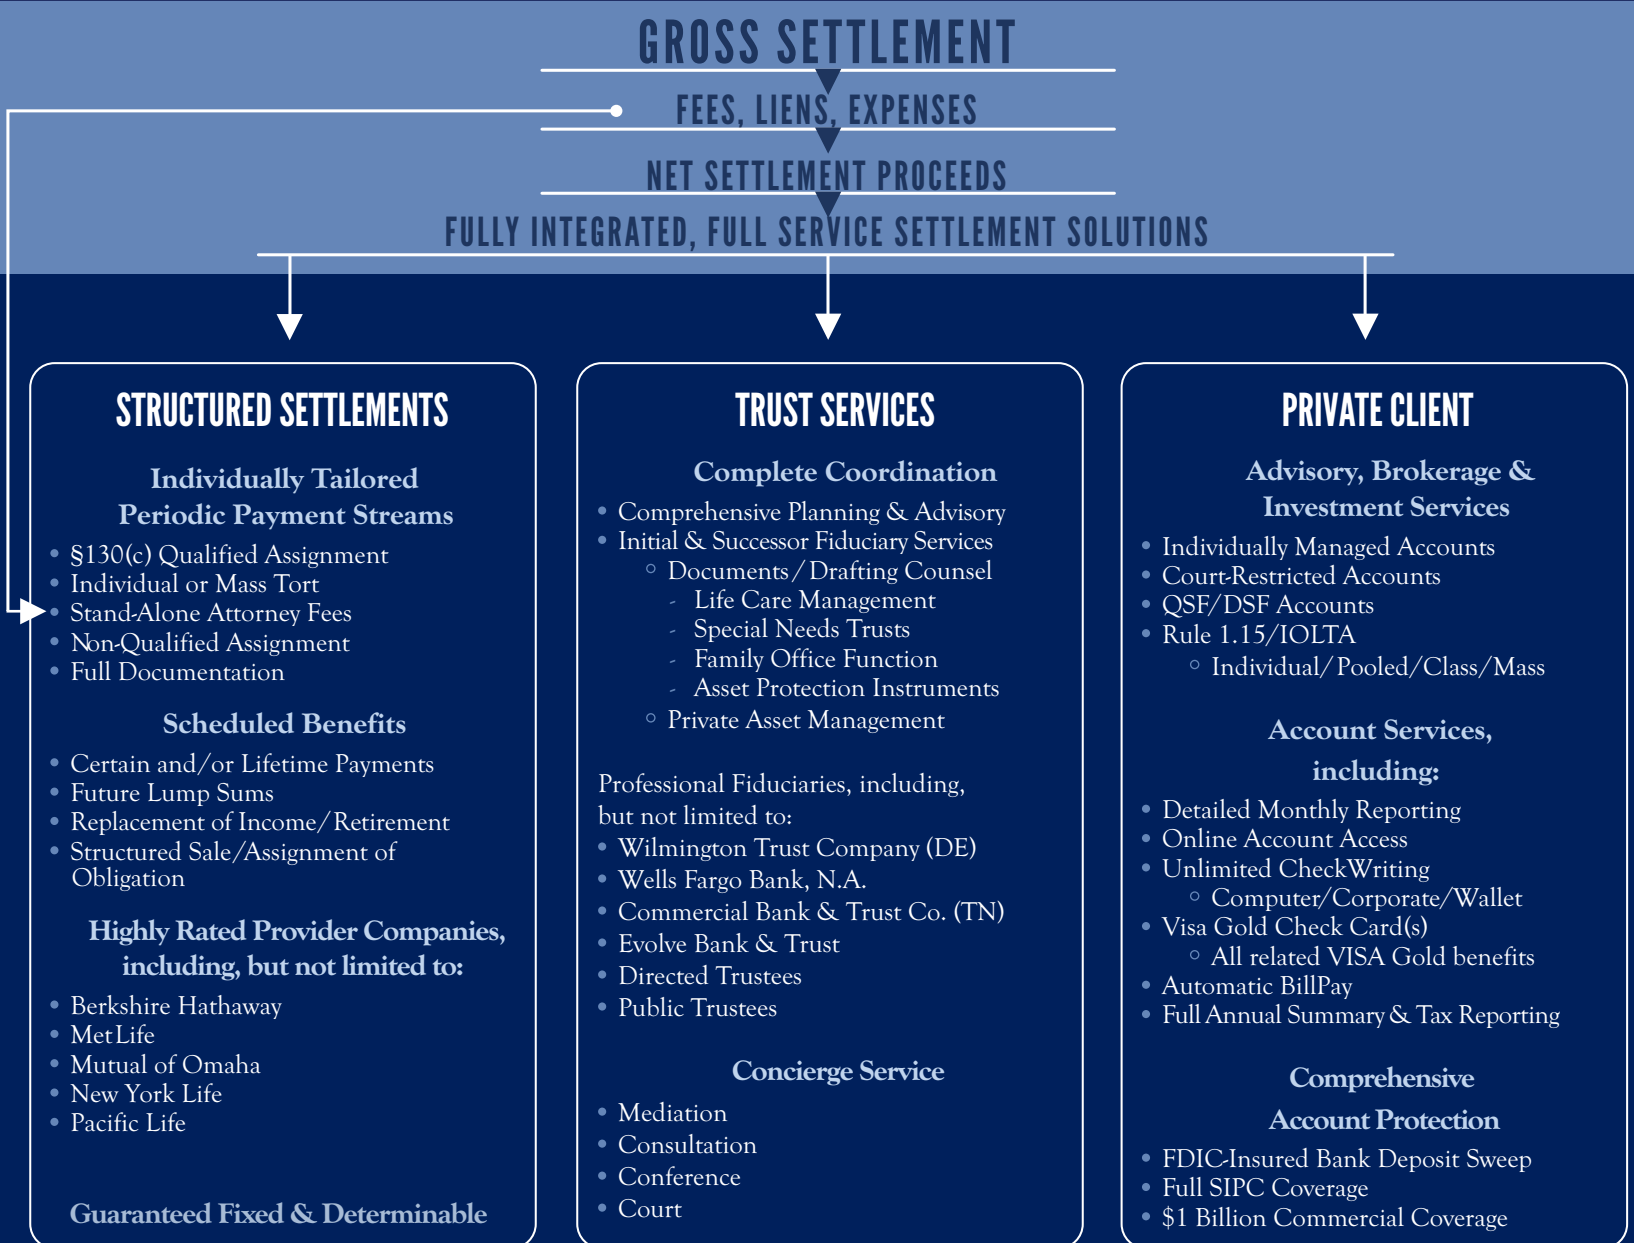 GROSS SETTLEMENT
FEES, LIENS, EXPENSES
NET SETTLEMENT PROCEEDS
FULLY INTEGRATED, FULL SERVICE SETTLEMENT SOLUTIONS
STRUCTURED SETTLEMENTS
Individually Tailored
Periodic Payment Streams
• §130(c) Qualified Assignment
• Individual or Mass Tort
• Stand-Alone Attorney Fees
• Non-Qualified Assignment
• Full Documentation
Scheduled Benefits
• Certain and/or Lifetime Payments
• Future Lump Sums
• Replacement of Income/Retirement
• Structured Sale/Assignment of
Obligation
Highly Rated Provider Companies,
including, but not limited to:
• Berkshire Hathaway
• MetLife
• Mutual of Omaha
• New York Life
• Pacific Life
Guaranteed Fixed & Determinable
TRUST SERVICES
Complete Coordination
• Comprehensive Planning & Advisory
• Initial & Successor Fiduciary Services
○ Documents/Drafting Counsel
- Life Care Management
- Special Needs Trusts
- Family Office Function
- Asset Protection Instruments
○ Private Asset Management
Professional Fiduciaries, including,
but not limited to:
• Wilmington Trust Company (DE)
• Wells Fargo Bank, N.A.
• Commercial Bank & Trust Co. (TN)
• Evolve Bank & Trust
• Directed Trustees
• Public Trustees
Concierge Service
• Mediation
• Consultation
• Conference
• Court
PRIVATE CLIENT
Advisory, Brokerage &
Investment Services
• Individually Managed Accounts
• Court-Restricted Accounts
• QSF/DSF Accounts
• Rule 1.15/IOLTA
○ Individual/Pooled/Class/Mass
Account Services,
including:
• Detailed Monthly Reporting
• Online Account Access
• Unlimited CheckWriting
○ Computer/Corporate/Wallet
• Visa Gold Check Card(s)
○ All related VISA Gold benefits
• Automatic BillPay
• Full Annual Summary & Tax Reporting
Comprehensive
Account Protection
• FDIC-Insured Bank Deposit Sweep
• Full SIPC Coverage
• $1 Billion Commercial Coverage